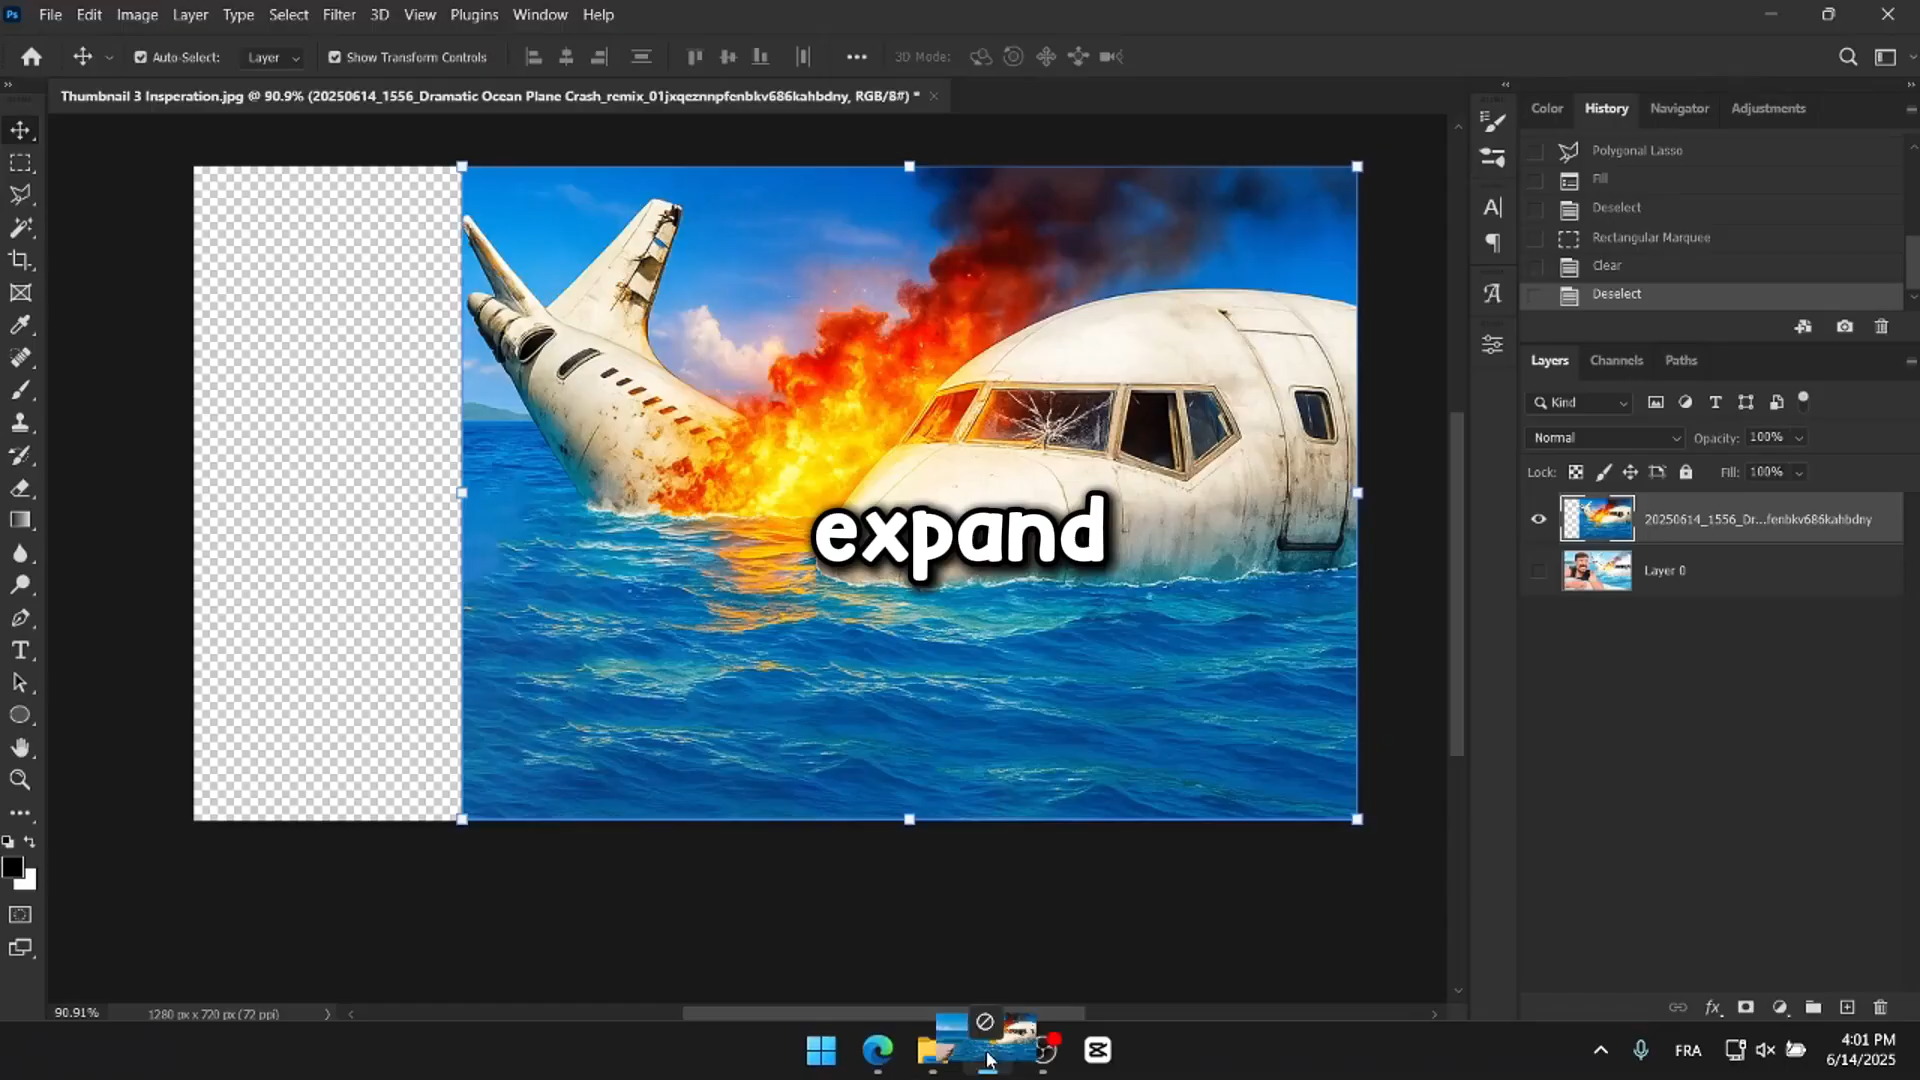 Ps File Edit Image Layer Type Select Filter 3D View Plugins Window Help
Auto-Select: Layer Show Transform Controls 3D Mode:
Thumbnail 3 Insperation.jpg @ 90.9% (20250614_1556_Dramatic Ocean Plane Crash_remix_01jxqeznnpfenbkv686kahbdny, RGB/8#) *
Color History Navigator Adjustments
Polygonal Lasso
Fill
Deselect
Rectangular Marquee
Clear
Deselect
Layers Channels Paths
Kind
Normal Opacity: 100%
Lock: Fill: 100%
20250614_1556_Dr...fenbkv686kahbdny
Layer 0
expand
90.91% 1280 px x 720 px (72 ppi)
FRA
4:01 PM
6/14/2025